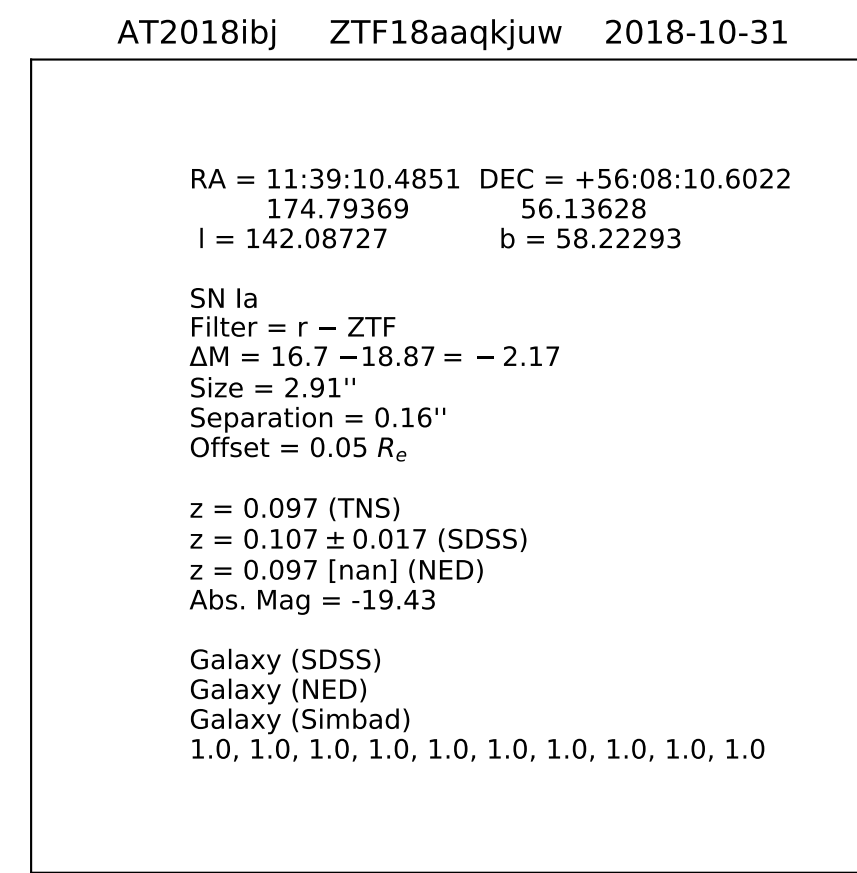 AT2018ibj ZTF18aaqkjuw 2018-10-31
RA = 11:39:10.4851 DEC = +56:08:10.6022
174.79369 56.13628
l = 142.08727 b = 58.22293
SN Ia
Filter = r − ZTF
ΔM = 16.7 −18.87 = − 2.17
Size = 2.91''
Separation = 0.16''
Offset = 0.05 Re
z = 0.097 (TNS)
z = 0.107 ± 0.017 (SDSS)
z = 0.097 [nan] (NED)
Abs. Mag = -19.43
Galaxy (SDSS)
Galaxy (NED)
Galaxy (Simbad)
1.0, 1.0, 1.0, 1.0, 1.0, 1.0, 1.0, 1.0, 1.0, 1.0